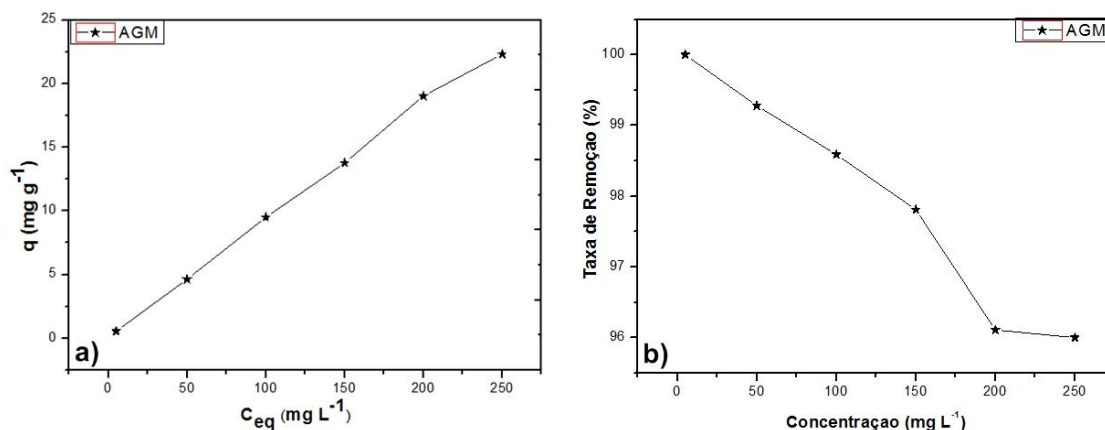 AGM
25
20
15
10
5
0
q (mg g⁻¹)
a)
0 50 100 150 200 250
Ceq (mg L⁻¹)
AGM
100
99
98
97
96
Taxa de Remoçao (%)
b)
0 50 100 150 200 250
Concentraçao (mg L⁻¹)